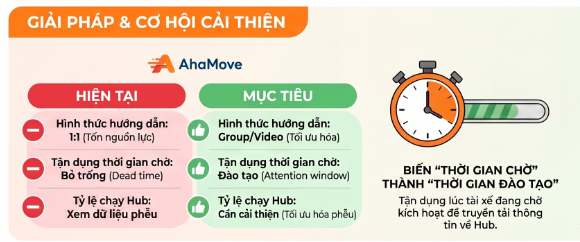 GIẢI PHÁP & CƠ HỘI CẢI THIỆN
AhaMove
HIỆN TẠI
Hình thức hướng dẫn:
1:1 (Tốn nguồn lực)
Tận dụng thời gian chờ:
Bỏ trống (Dead time)
Tỷ lệ chạy Hub:
Xem dữ liệu phễu
MỤC TIÊU
Hình thức hướng dẫn:
Group/Video (Tối ưu hóa)
Tận dụng thời gian chờ:
Đào tạo (Attention window)
Tỷ lệ chạy Hub:
Cần cải thiện (Tối ưu hóa phễu)
BIẾN “THỜI GIAN CHỜ”
THÀNH “THỜI GIAN ĐÀO TẠO”
Tận dụng lúc tài xế đang chờ
kích hoạt để truyền tải thông
tin về Hub.